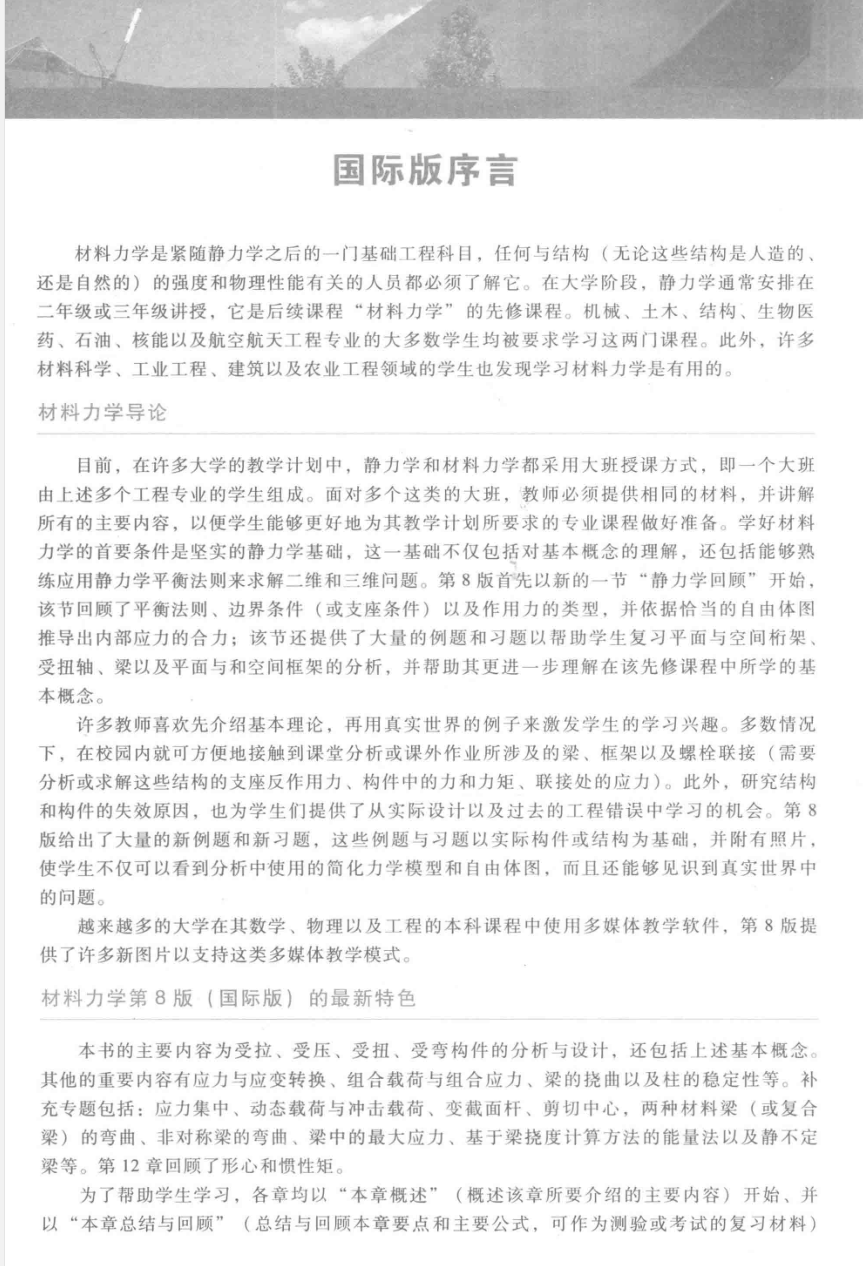 国际版序言
材料力学是紧随静力学之后的一门基础工程科目，任何与结构（无论这些结构是人造的、
还是自然的）的强度和物理性能有关的人员都必须了解它。在大学阶段，静力学通常安排在
二年级或三年级讲授，它是后续课程“材料力学”的先修课程。机械、土木、结构、生物医
药、石油、核能以及航空航天工程专业的大多数学生均被要求学习这两门课程。此外，许多
材料科学、工业工程、建筑以及农业工程领域的学生也发现学习材料力学是有用的。
材料力学导论
目前，在许多大学的教学计划中，静力学和材料力学都采用大班授课方式，即一个大班
由上述多个工程专业的学生组成。面对多个这类的大班，教师必须提供相同的材料，并讲解
所有的主要内容，以便学生能够更好地为其教学计划所要求的专业课程做好准备。学好材料
力学的首要条件是坚实的静力学基础，这一基础不仅包括对基本概念的理解，还包括能够熟
练应用静力学平衡法则来求解二维和三维问题。第 8 版首先以新的一节“静力学回顾”开始，
该节回顾了平衡法则、边界条件（或支座条件）以及作用力的类型，并依据恰当的自由体图
推导出内部应力的合力；该节还提供了大量的例题和习题以帮助学生复习平面与空间桁架、
受扭轴、梁以及平面与和空间框架的分析，并帮助其更进一步理解在该先修课程中所学的基
本概念。
许多教师喜欢先介绍基本理论，再用真实世界的例子来激发学生的学习兴趣。多数情况
下，在校园内就可方便地接触到课堂分析或课外作业所涉及的梁、框架以及螺栓联接（需要
分析或求解这些结构的支座反作用力、构件中的力和力矩、联接处的应力）。此外，研究结构
和构件的失效原因，也为学生们提供了从实际设计以及过去的工程错误中学习的机会。第 8
版给出了大量的新例题和新习题，这些例题与习题以实际构件或结构为基础，并附有照片，
使学生不仅可以看到分析中使用的简化力学模型和自由体图，而且还能够见识到真实世界中
的问题。
越来越多的大学在其数学、物理以及工程的本科课程中使用多媒体教学软件，第 8 版提
供了许多新图片以支持这类多媒体教学模式。
材料力学第 8 版（国际版）的最新特色
本书的主要内容为受拉、受压、受扭、受弯构件的分析与设计，还包括上述基本概念。
其他的重要内容有应力与应变转换、组合载荷与组合应力、梁的挠曲以及柱的稳定性等。补
充专题包括：应力集中、动态载荷与冲击载荷、变截面杆、剪切中心，两种材料梁（或复合
梁）的弯曲、非对称梁的弯曲、梁中的最大应力、基于梁挠度计算方法的能量法以及静不定
梁等。第 12 章回顾了形心和惯性矩。
为了帮助学生学习，各章均以“本章概述”（概述该章所要介绍的主要内容）开始、并
以“本章总结与回顾”（总结与回顾本章要点和主要公式，可作为测验或考试的复习材料）